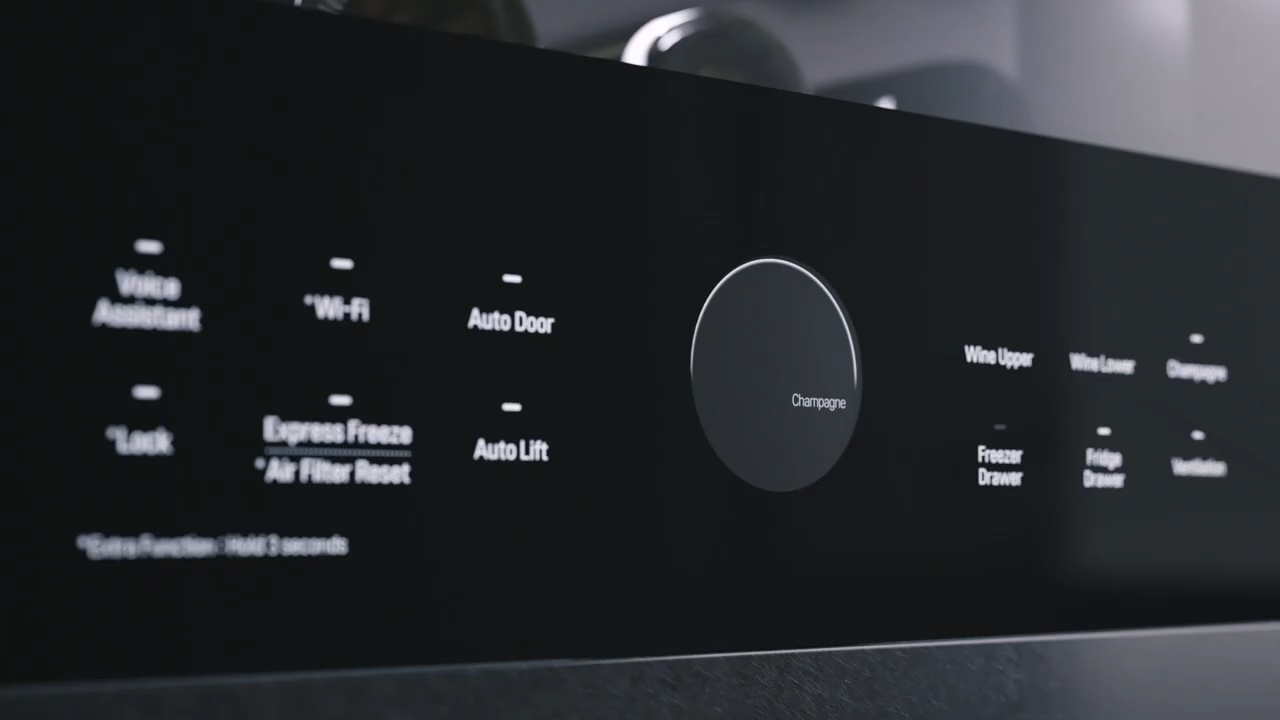 Voice
Assistant
*Wi-Fi
Auto Door
*Lock
Express Freeze
*Air Filter Reset
Auto Lift
*Extra Function : Hold 3 seconds
Champagne
Wine Upper
Wine Lower
Champagne
Freezer
Drawer
Fridge
Drawer
Ventilation